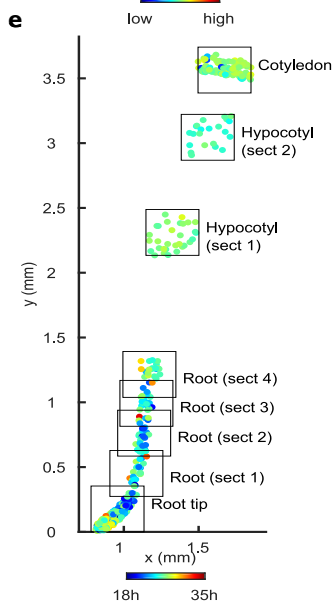 low high
e
3.5
3
2.5
2
1.5
1
0.5
0
y (mm)
Cotyledon
Hypocotyl
(sect 2)
Hypocotyl
(sect 1)
Root (sect 4)
Root (sect 3)
Root (sect 2)
Root (sect 1)
Root tip
1 1.5
x (mm)
18h 35h